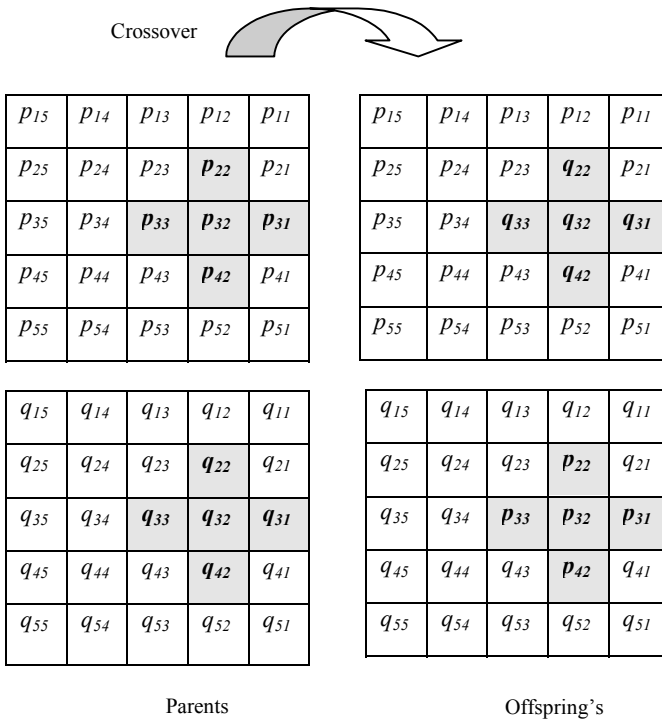 Crossover
p15 p14 p13 p12 p11
p25 p24 p23 p22 p21
p35 p34 p33 p32 p31
p45 p44 p43 p42 p41
p55 p54 p53 p52 p51
p15 p14 p13 p12 p11
p25 p24 p23 q22 p21
p35 p34 q33 q32 q31
p45 p44 p43 q42 p41
p55 p54 p53 p52 p51
q15 q14 q13 q12 q11
q25 q24 q23 q22 q21
q35 q34 q33 q32 q31
q45 q44 q43 q42 q41
q55 q54 q53 q52 q51
q15 q14 q13 q12 q11
q25 q24 q23 p22 q21
q35 q34 p33 p32 p31
q45 q44 q43 p42 q41
q55 q54 q53 q52 q51
Parents
Offspring's